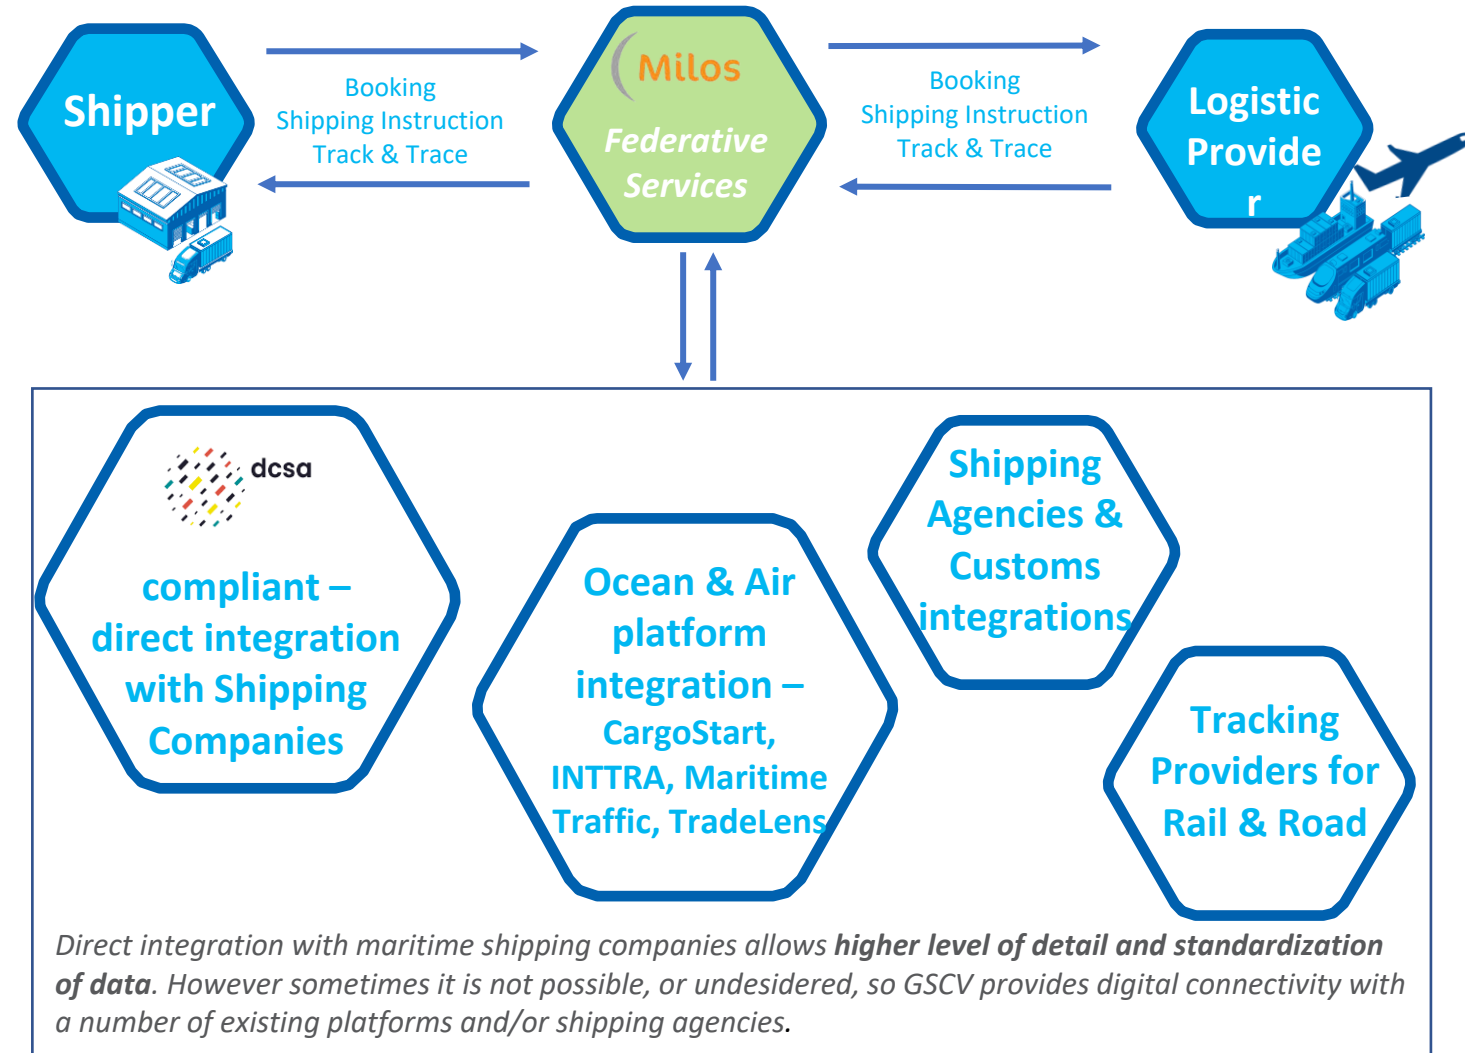 Shipper
Booking
Shipping Instruction
Track & Trace
Milos
Federative
Services
Booking
Shipping Instruction
Track & Trace
Logistic
Provide
r
dcsa
compliant –
direct integration
with Shipping
Companies
Ocean & Air
platform
integration –
CargoStart,
INTTRA, Maritime
Traffic, TradeLens
Shipping
Agencies &
Customs
integrations
Tracking
Providers for
Rail & Road
Direct integration with maritime shipping companies allows higher level of detail and standardization
of data. However sometimes it is not possible, or undesidered, so GSCV provides digital connectivity with
a number of existing platforms and/or shipping agencies.